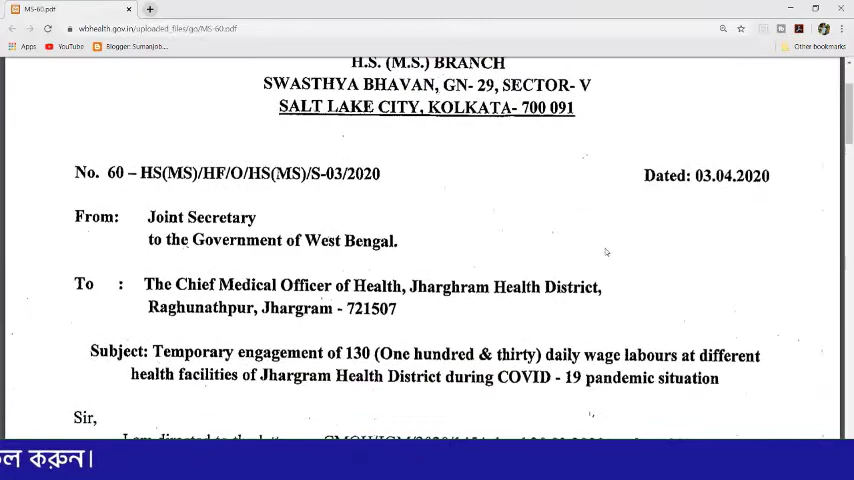 MS-60.pdf
wbhealth.gov.in/uploaded_files/go/MS-60.pdf
Apps YouTube Blogger: Sumanjob.... Other bookmarks
H.S. (M.S.) BRANCH
SWASTHYA BHAVAN, GN- 29, SECTOR- V
SALT LAKE CITY, KOLKATA- 700 091
No. 60 – HS(MS)/HF/O/HS(MS)/S-03/2020 Dated: 03.04.2020
From: Joint Secretary
to the Government of West Bengal.
To : The Chief Medical Officer of Health, Jharghram Health District,
Raghunathpur, Jhargram - 721507
Subject: Temporary engagement of 130 (One hundred & thirty) daily wage labours at different
health facilities of Jhargram Health District during COVID - 19 pandemic situation
Sir,
করুন।